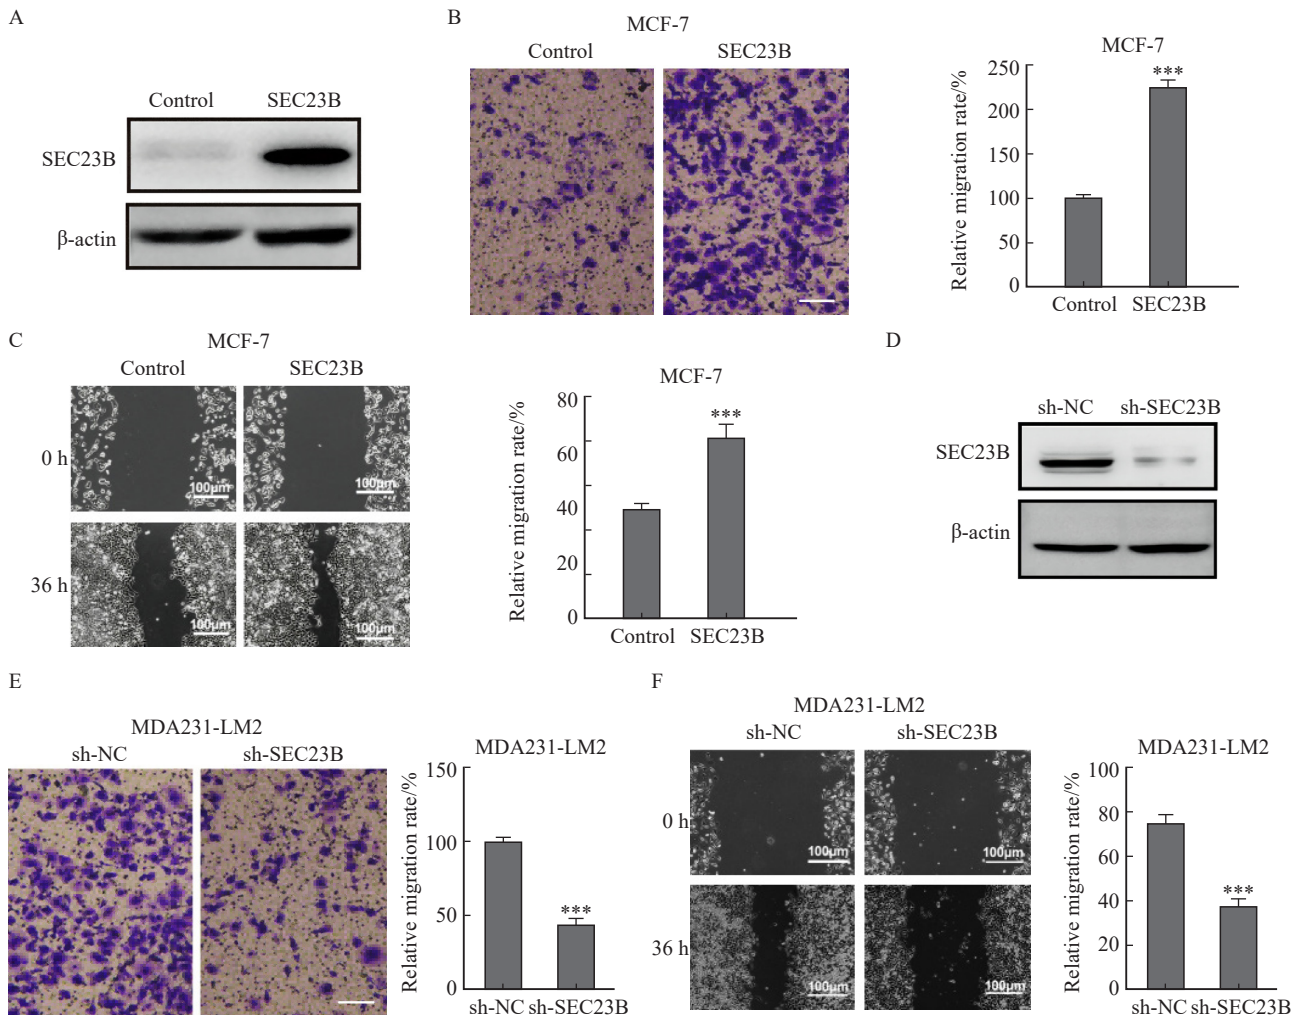 A
Control SEC23B
SEC23B
β-actin
B
MCF-7
Control SEC23B
MCF-7
Relative migration rate/%
250
200
150
100
50
0
Control SEC23B
***
C
MCF-7
Control SEC23B
0 h
100μm 100μm
36 h
100μm 100μm
MCF-7
Relative migration rate/%
80
60
40
20
0
Control SEC23B
***
D
sh-NC sh-SEC23B
SEC23B
β-actin
E
MDA231-LM2
sh-NC sh-SEC23B
MDA231-LM2
Relative migration rate/%
150
100
50
0
sh-NC sh-SEC23B
***
F
MDA231-LM2
sh-NC sh-SEC23B
0 h
100μm 100μm
36 h
100μm 100μm
MDA231-LM2
Relative migration rate/%
100
80
60
40
20
0
sh-NC sh-SEC23B
***